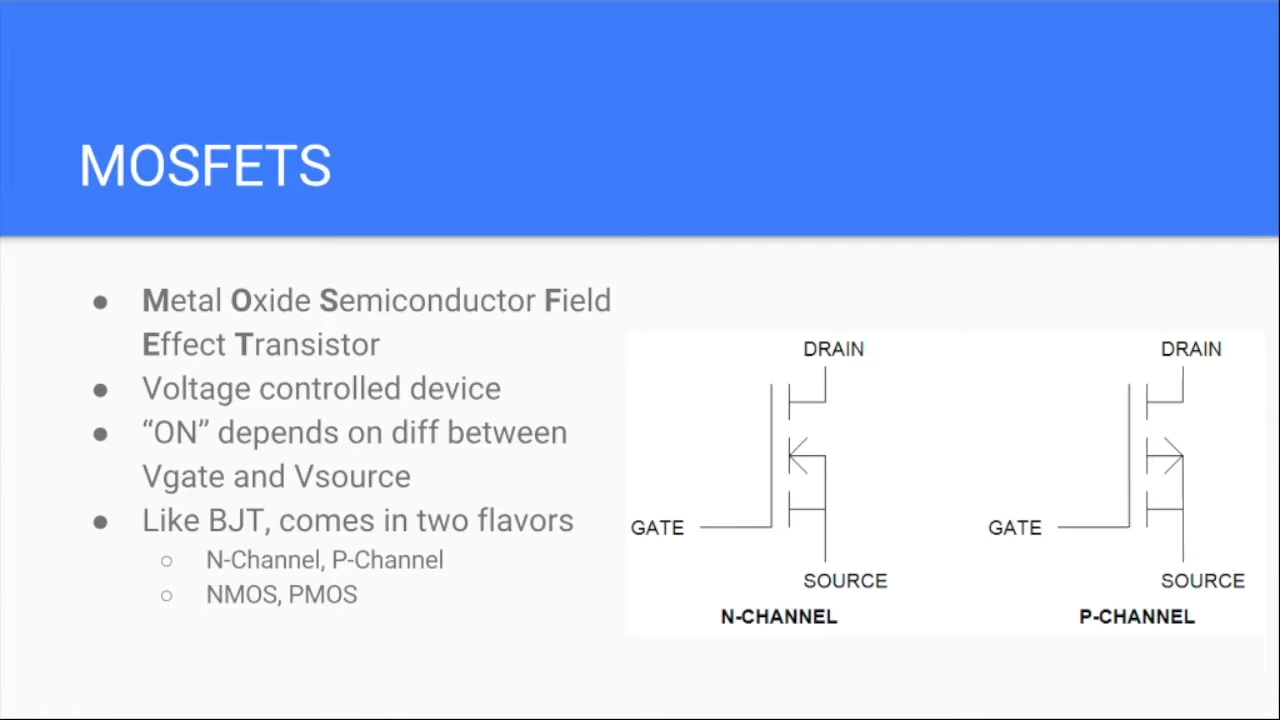 MOSFETS
● Metal Oxide Semiconductor Field
Effect Transistor
● Voltage controlled device
● “ON” depends on diff between
Vgate and Vsource
● Like BJT, comes in two flavors
○ N-Channel, P-Channel
○ NMOS, PMOS
DRAIN
GATE
SOURCE
N-CHANNEL
DRAIN
GATE
SOURCE
P-CHANNEL